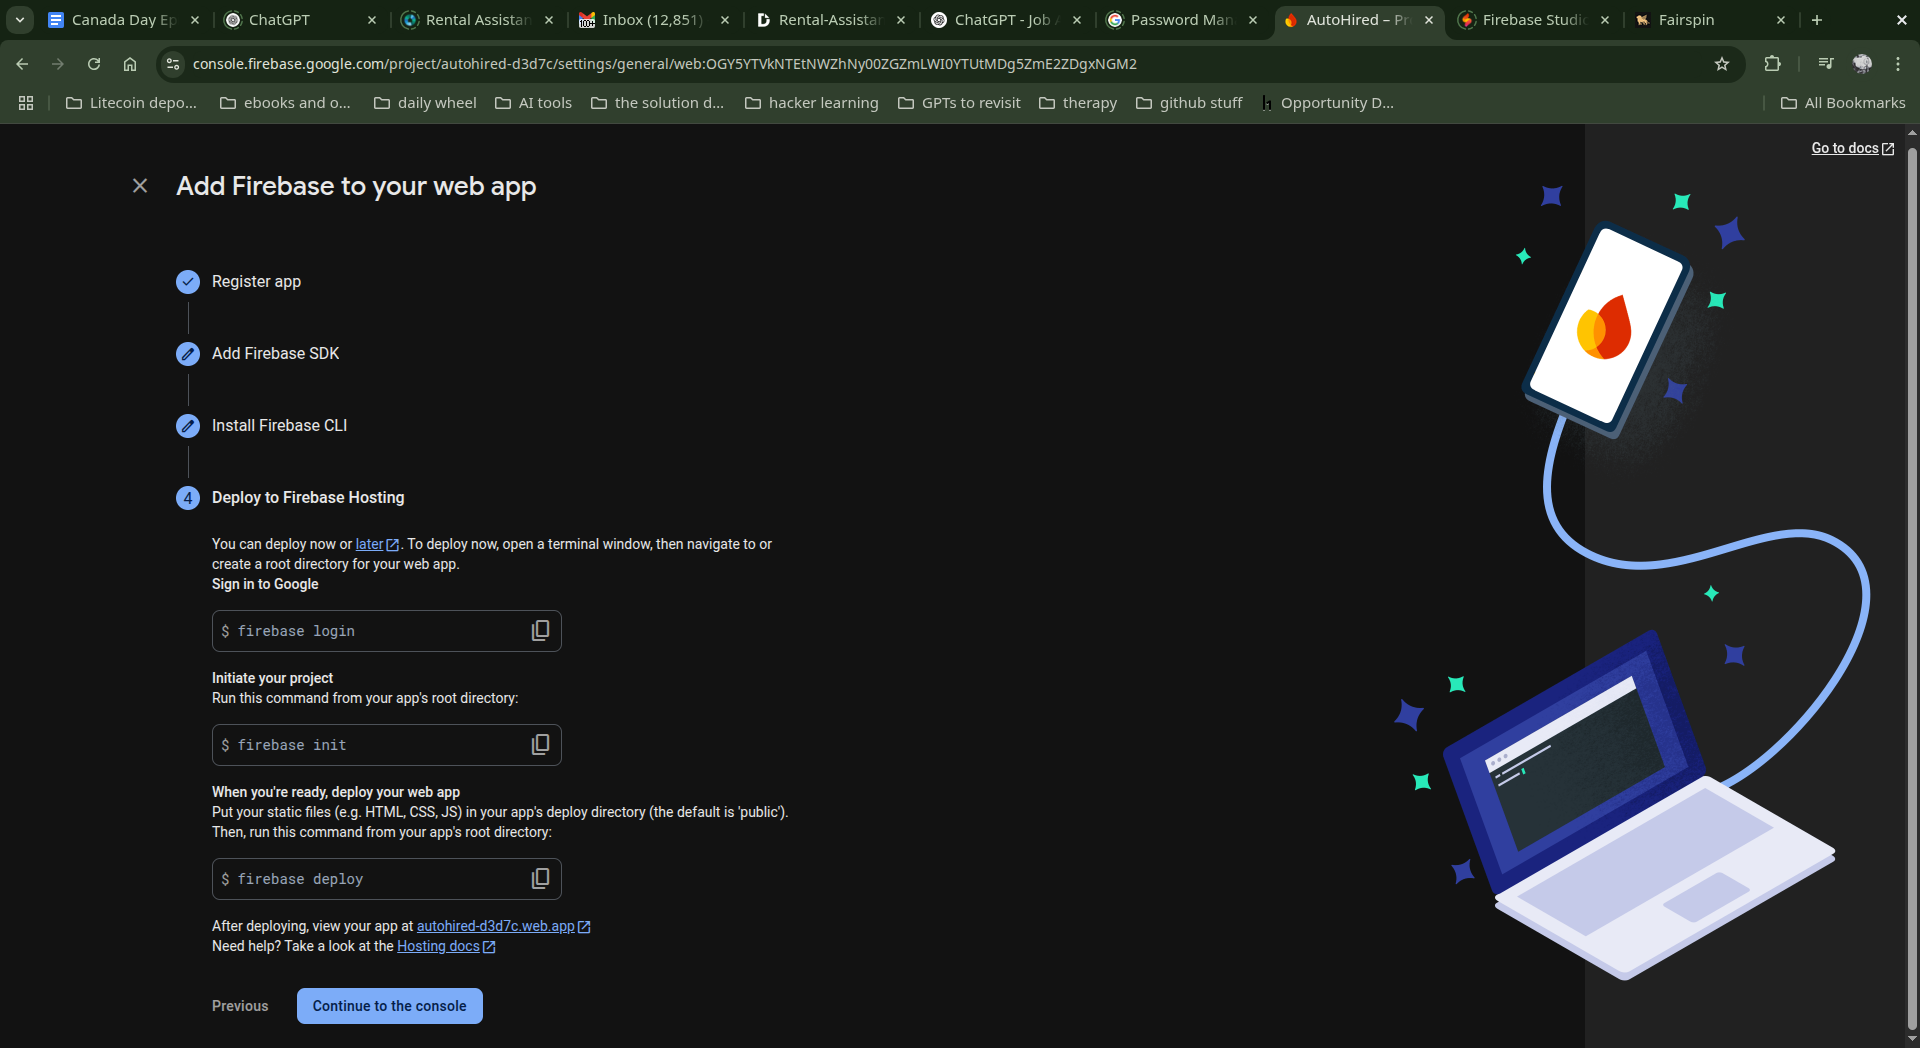 Canada Day Ep
ChatGPT
Rental Assistan
Inbox (12,851)
Rental-Assistar
ChatGPT - Job A
Password Man
AutoHired – Pr
Firebase Studio
Fairspin
console.firebase.google.com/project/autohired-d3d7c/settings/general/web:OGY5YTVkNTEtNWZhNy00ZGZmLWI0YTUtMDg5ZmE2ZDgxNGM2
Litecoin depo...
ebooks and o...
daily wheel
AI tools
the solution d...
hacker learning
GPTs to revisit
therapy
github stuff
Opportunity D...
All Bookmarks
Go to docs
Add Firebase to your web app
Register app
Add Firebase SDK
Install Firebase CLI
4 Deploy to Firebase Hosting
You can deploy now or later. To deploy now, open a terminal window, then navigate to or
create a root directory for your web app.
Sign in to Google
$ firebase login
Initiate your project
Run this command from your app's root directory:
$ firebase init
When you're ready, deploy your web app
Put your static files (e.g. HTML, CSS, JS) in your app's deploy directory (the default is 'public').
Then, run this command from your app's root directory:
$ firebase deploy
After deploying, view your app at autohired-d3d7c.web.app
Need help? Take a look at the Hosting docs
Previous
Continue to the console